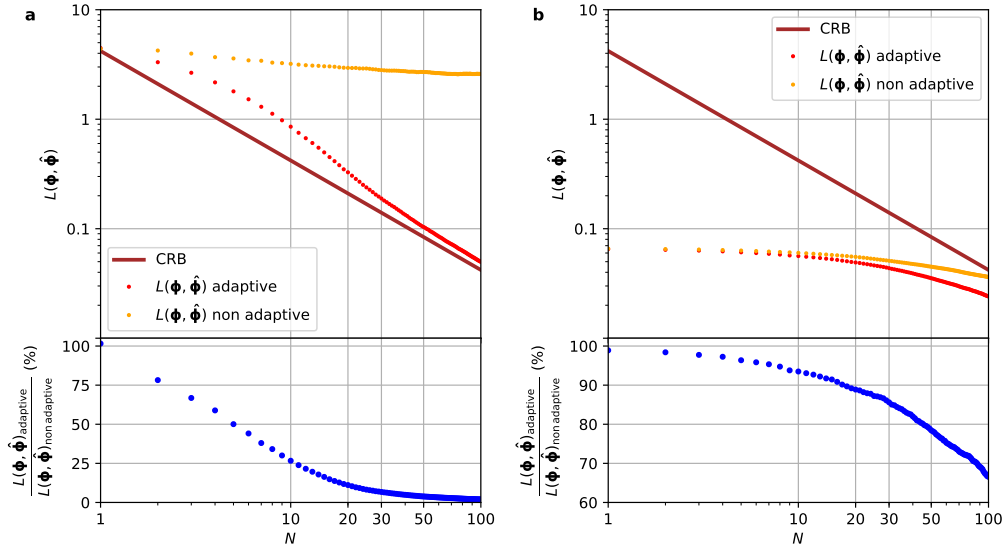 a
10
1
0.1
L(ϕ, ϕ̂)
CRB
L(ϕ, ϕ̂) adaptive
L(ϕ, ϕ̂) non adaptive
100
75
50
25
0
L(ϕ, ϕ̂)adaptive
L(ϕ, ϕ̂)non adaptive
(%)
1 10 20 30 50 100
N
b
10
1
0.1
L(ϕ, ϕ̂)
CRB
L(ϕ, ϕ̂) adaptive
L(ϕ, ϕ̂) non adaptive
100
90
80
70
60
L(ϕ, ϕ̂)adaptive
L(ϕ, ϕ̂)non adaptive
(%)
1 10 20 30 50 100
N